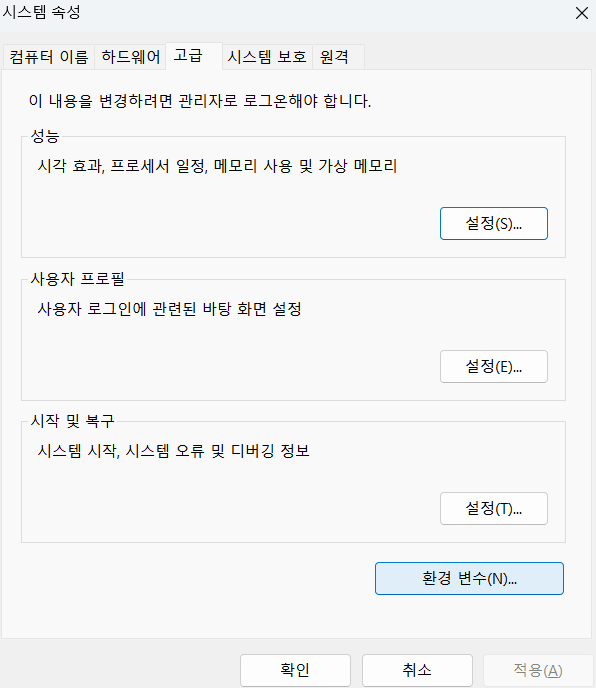 시스템 속성
컴퓨터 이름 하드웨어 고급 시스템 보호 원격
이 내용을 변경하려면 관리자로 로그온해야 합니다.
성능
시각 효과, 프로세서 일정, 메모리 사용 및 가상 메모리
설정(S)...
사용자 프로필
사용자 로그인에 관련된 바탕 화면 설정
설정(E)...
시작 및 복구
시스템 시작, 시스템 오류 및 디버깅 정보
설정(T)...
환경 변수(N)...
확인 취소 적용(A)